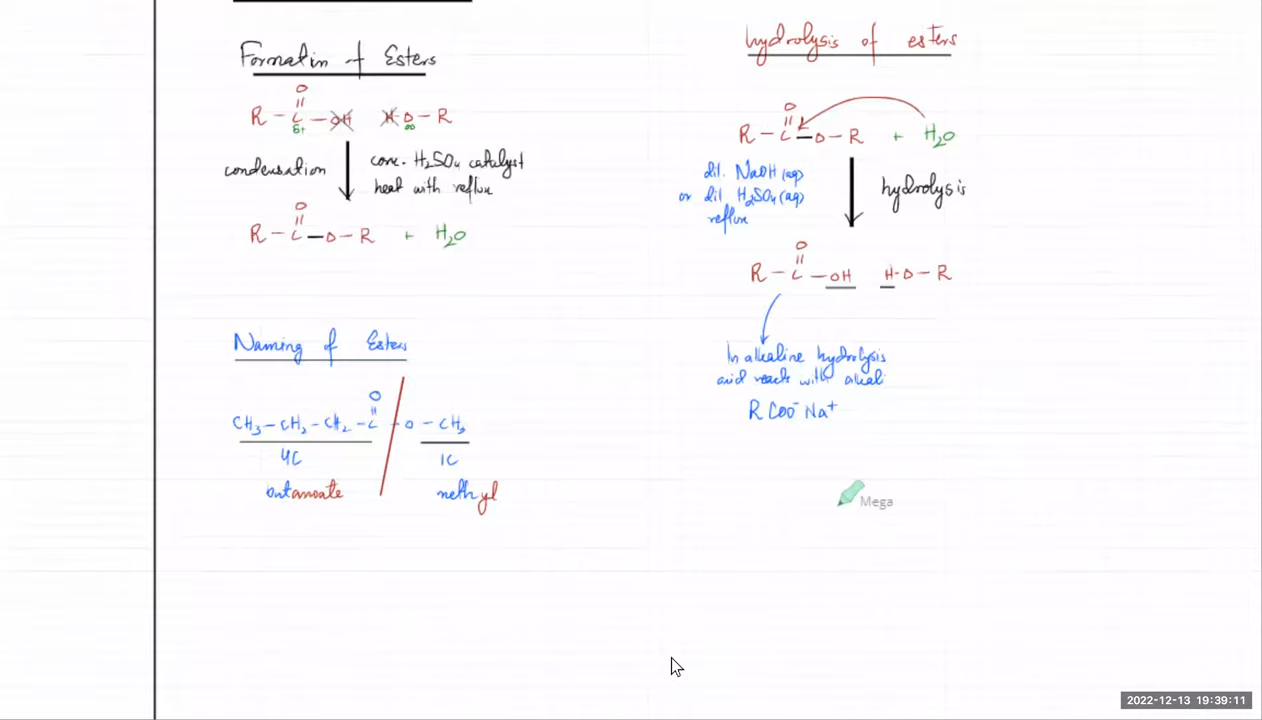 Formation of Esters
O
||
R - C - OH H O - R
δ+ ∞
condensation
conc. H₂SO₄ catalyst
heat with reflux
O
||
R - C - O - R + H₂O
Naming of Esters
O
||
CH₃ - CH₂ - CH₂ - C - O - CH₃
4C 1C
butanoate methyl
hydrolysis of esters
O
||
R - C - O - R + H₂O
dil. NaOH (aq)
or dil H₂SO₄ (aq)
reflux
hydrolysis
O
||
R - C - OH H - O - R
In alkaline hydrolysis
acid reacts with alkali
R COO⁻ Na⁺
Mega
2022-12-13 19:39:11